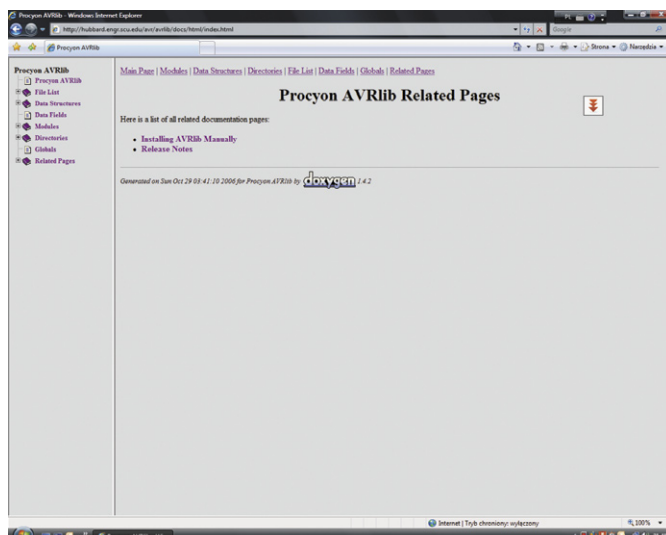 Procyon AVRlib - Windows Internet Explorer
http://hubbard.engr.scu.edu/avr/avrlib/docs/html/index.html
Google
Procyon AVRlib
Strona
Narzędzia
Procyon AVRlib
Procyon AVRlib
File List
Data Structures
Data Fields
Modules
Directories
Globals
Related Pages
Main Page | Modules | Data Structures | Directories | File List | Data Fields | Globals | Related Pages
Procyon AVRlib Related Pages
Here is a list of all related documentation pages:
Installing AVRlib Manually
Release Notes
Generated on Sun Oct 29 03:41:10 2006 for Procyon AVRlib by doxygen 1.4.2
Internet | Tryb chroniony: wyłączony
100%